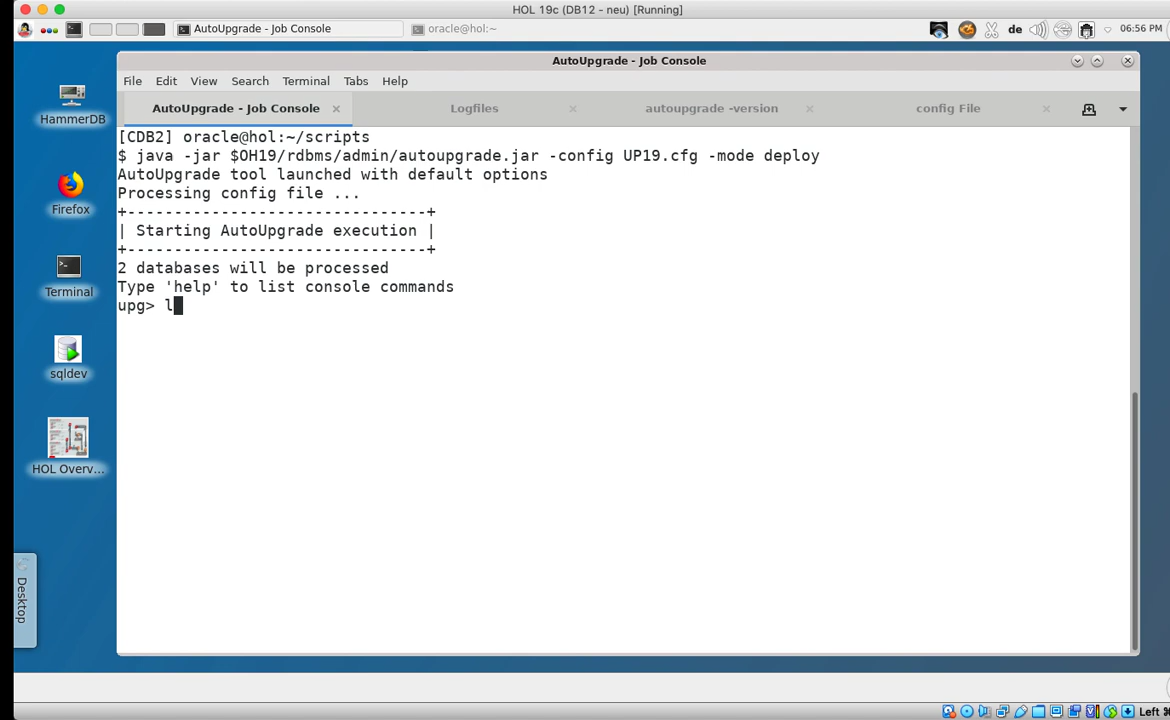 HOL 19c (DB12 - neu) [Running]
AutoUpgrade - Job Console
oracle@hol:~
de
06:56 PM
AutoUpgrade - Job Console
File Edit View Search Terminal Tabs Help
AutoUpgrade - Job Console
Logfiles
autoupgrade -version
config File
[CDB2] oracle@hol:~/scripts
$ java -jar $OH19/rdbms/admin/autoupgrade.jar -config UP19.cfg -mode deploy
AutoUpgrade tool launched with default options
Processing config file ...
+--------------------------------+
| Starting AutoUpgrade execution |
+--------------------------------+
2 databases will be processed
Type 'help' to list console commands
upg> l
HammerDB
Firefox
Terminal
sqldev
HOL Overv...
Desktop
Left ⌘